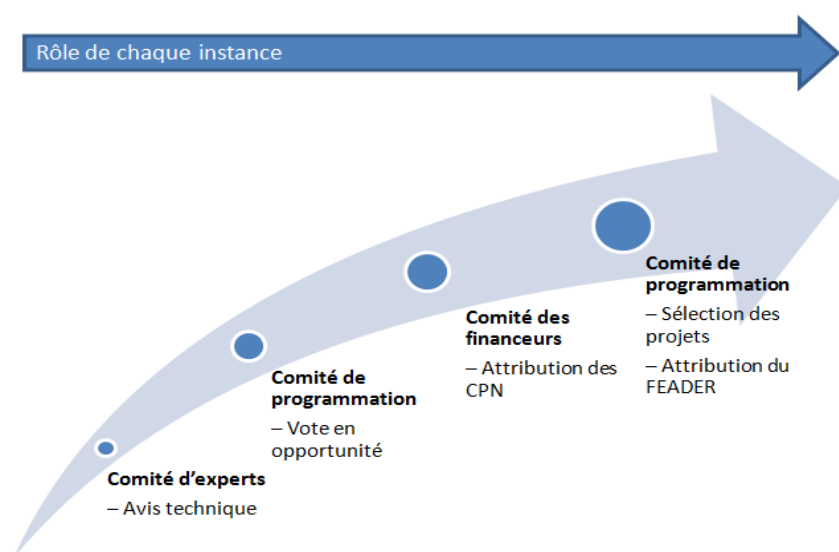 Rôle de chaque instance
Comité d'experts
– Avis technique
Comité de
programmation
– Vote en
opportunité
Comité des
financeurs
– Attribution des
CPN
Comité de
programmation
– Sélection des
projets
– Attribution du
FEADER